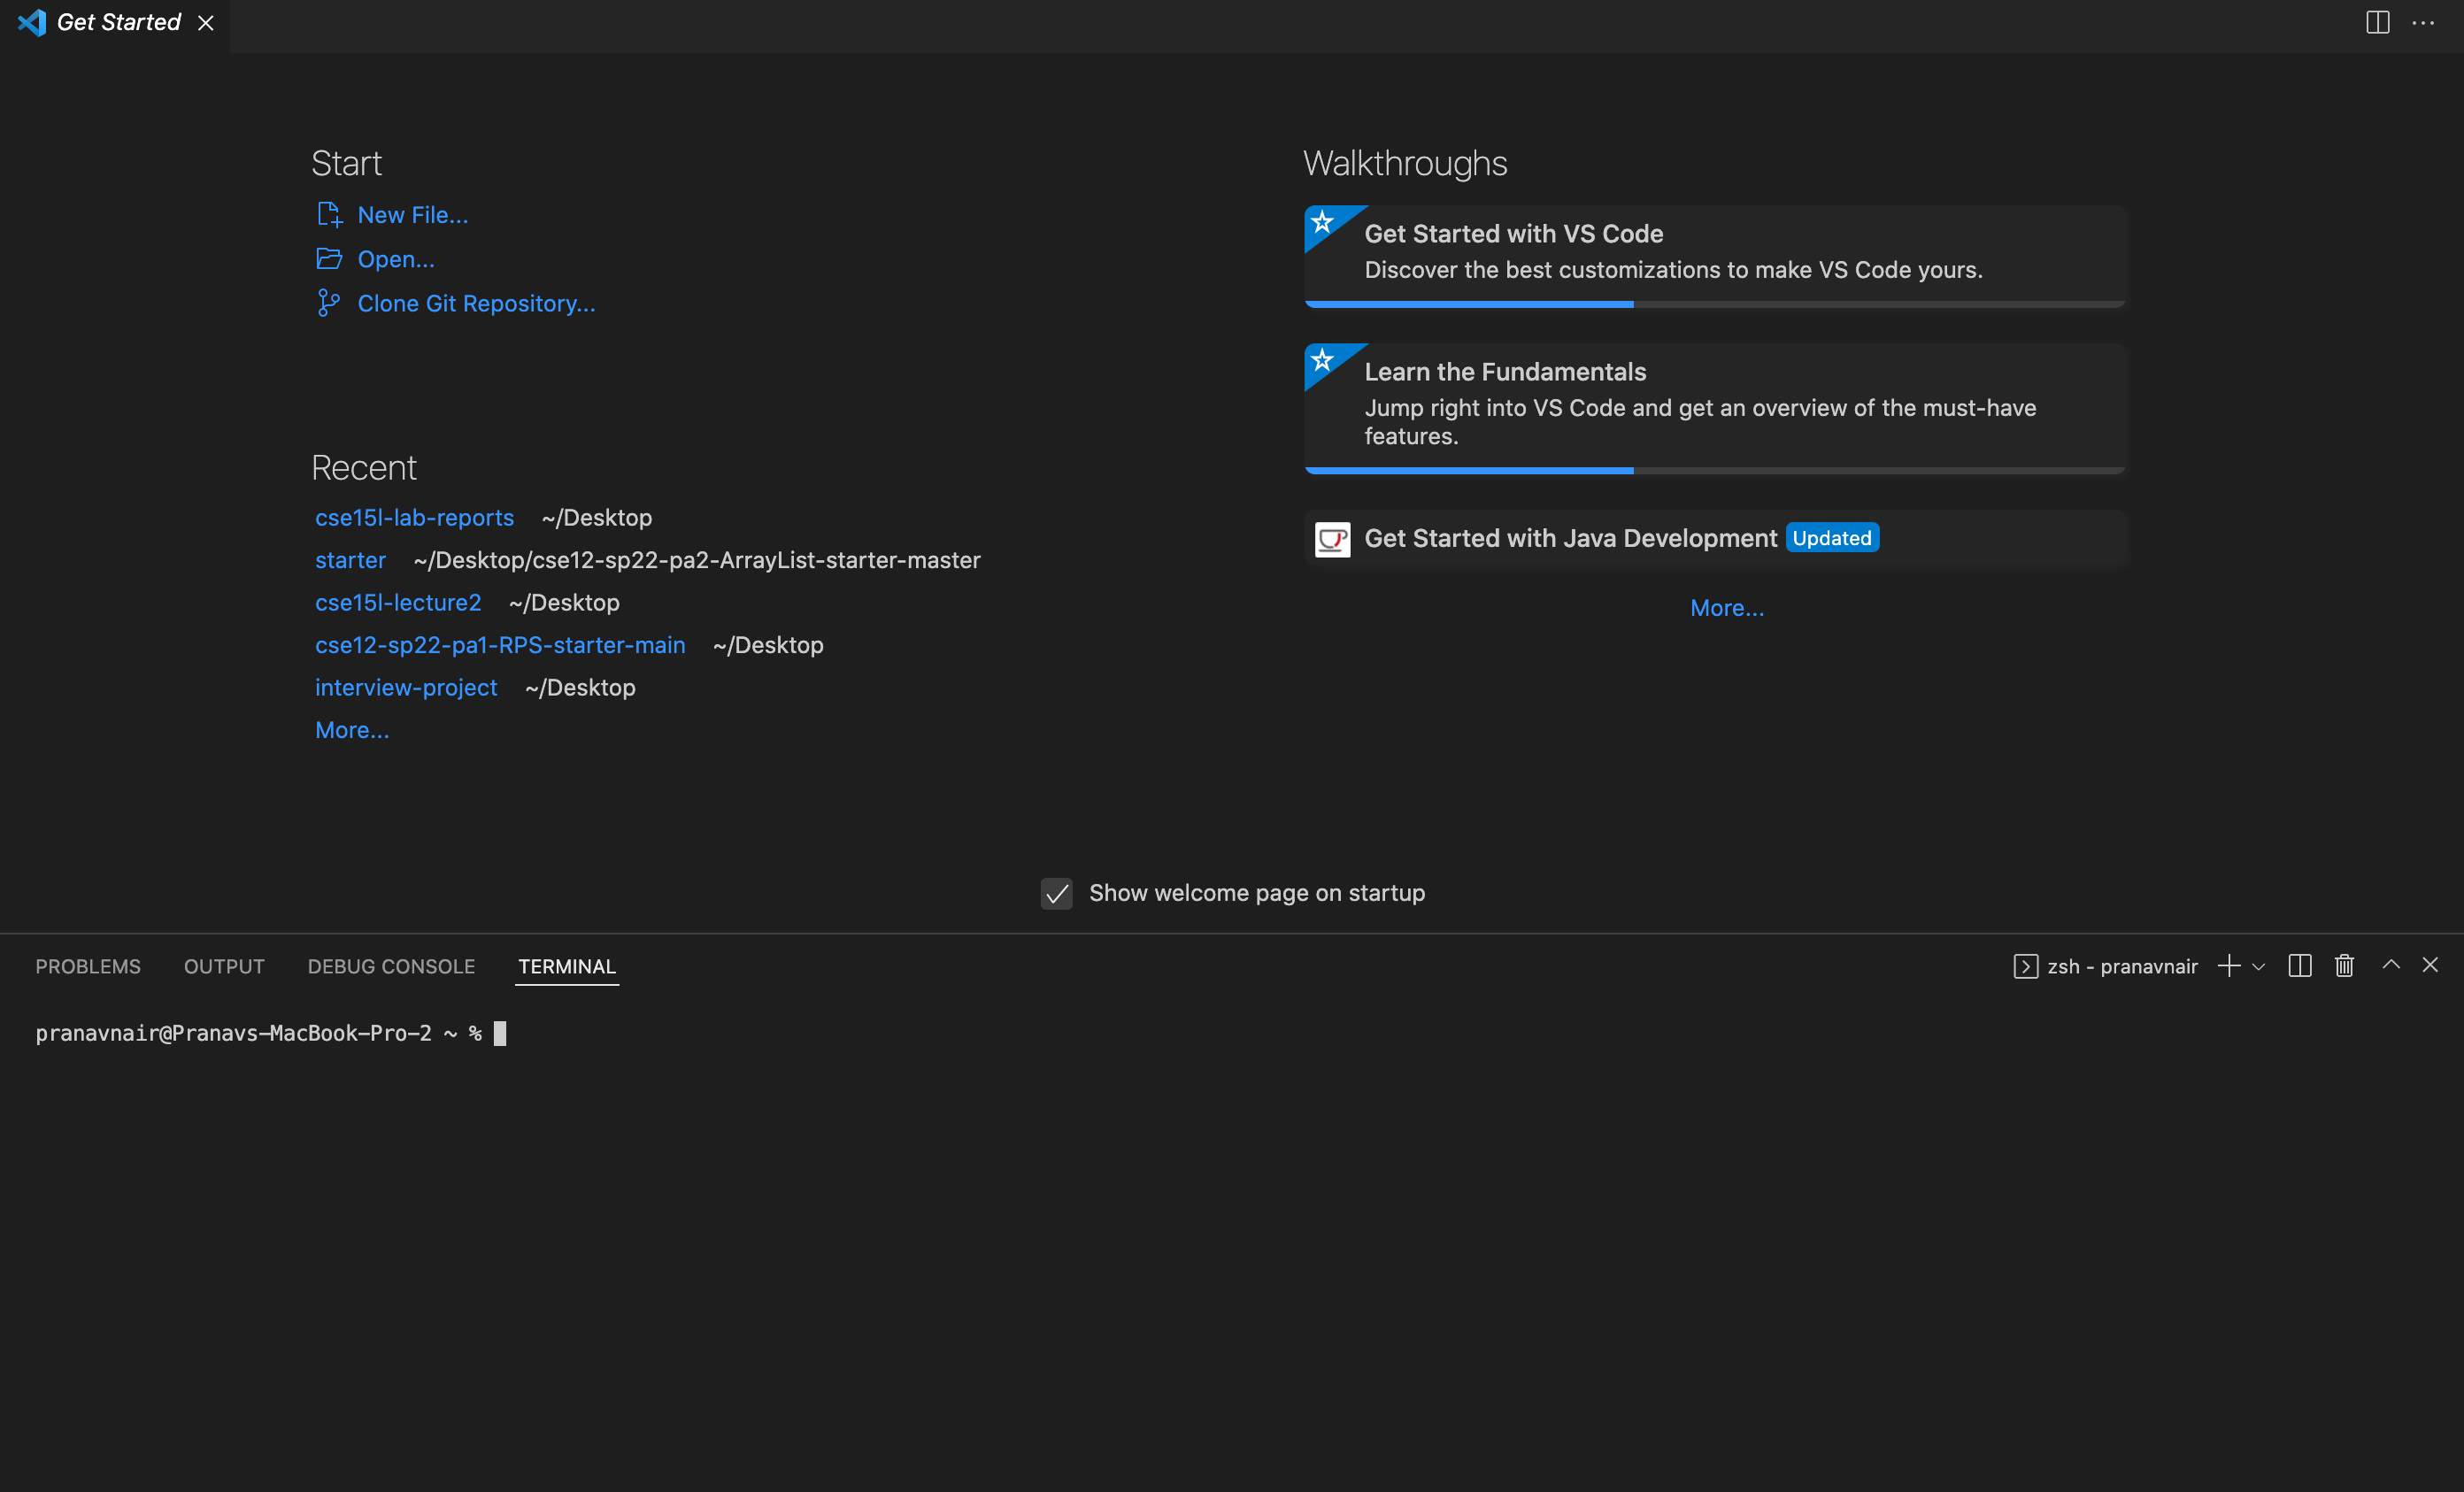 Get Started
Start
New File...
Open...
Clone Git Repository...
Recent
cse15l-lab-reports ~/Desktop
starter ~/Desktop/cse12-sp22-pa2-ArrayList-starter-master
cse15l-lecture2 ~/Desktop
cse12-sp22-pa1-RPS-starter-main ~/Desktop
interview-project ~/Desktop
More...
Walkthroughs
Get Started with VS Code
Discover the best customizations to make VS Code yours.
Learn the Fundamentals
Jump right into VS Code and get an overview of the must-have
features.
Get Started with Java Development Updated
More...
Show welcome page on startup
PROBLEMS OUTPUT DEBUG CONSOLE TERMINAL zsh - pranavnair
pranavnair@Pranavs-MacBook-Pro-2 ~ %